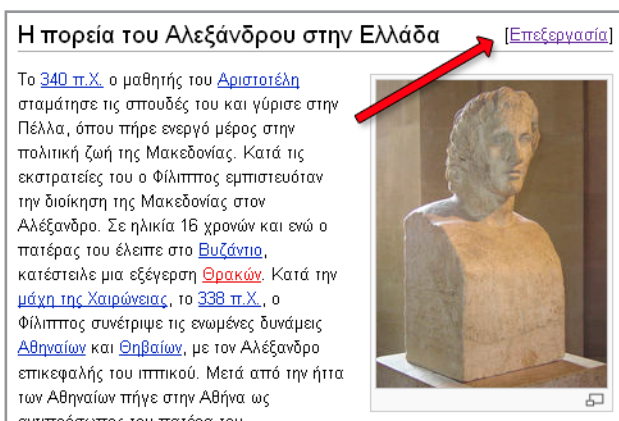 Η πορεία του Αλεξάνδρου στην Ελλάδα [Επεξεργασία]
Το 340 π.Χ. ο μαθητής του Αριστοτέλη
σταμάτησε τις σπουδές του και γύρισε στην
Πέλλα, όπου πήρε ενεργό μέρος στην
πολιτική ζωή της Μακεδονίας. Κατά τις
εκστρατείες του ο Φίλιππος εμπιστευόταν
την διοίκηση της Μακεδονίας στον
Αλέξανδρο. Σε ηλικία 16 χρονών και ενώ ο
πατέρας του έλειπε στο Βυζάντιο,
κατέστειλε μια εξέγερση Θρακών. Κατά την
μάχη της Χαιρώνειας, το 338 π.Χ., ο
Φίλιππος συνέτριψε τις ενωμένες δυνάμεις
Αθηναίων και Θηβαίων, με τον Αλέξανδρο
επικεφαλής του ιππικού. Μετά από την ήττα
των Αθηναίων πήγε στην Αθήνα ως
αντιπρόσωπος του πατέρα του